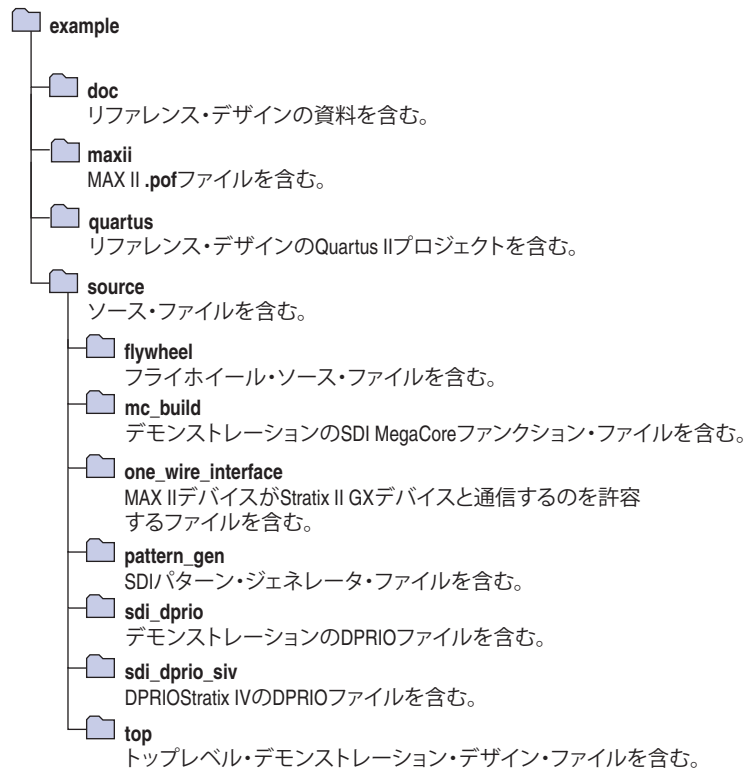 example
doc
リファレンス・デザインの資料を含む。
maxii
MAX II .pofファイルを含む。
quartus
リファレンス・デザインのQuartus IIプロジェクトを含む。
source
ソース・ファイルを含む。
flywheel
フライホイール・ソース・ファイルを含む。
mc_build
デモンストレーションのSDI MegaCoreファンクション・ファイルを含む。
one_wire_interface
MAX IIデバイスがStratix II GXデバイスと通信するのを許容
するファイルを含む。
pattern_gen
SDIパターン・ジェネレータ・ファイルを含む。
sdi_dprio
デモンストレーションのDPRIOファイルを含む。
sdi_dprio_siv
DPRIOStratix IVのDPRIOファイルを含む。
top
トップレベル・デモンストレーション・デザイン・ファイルを含む。